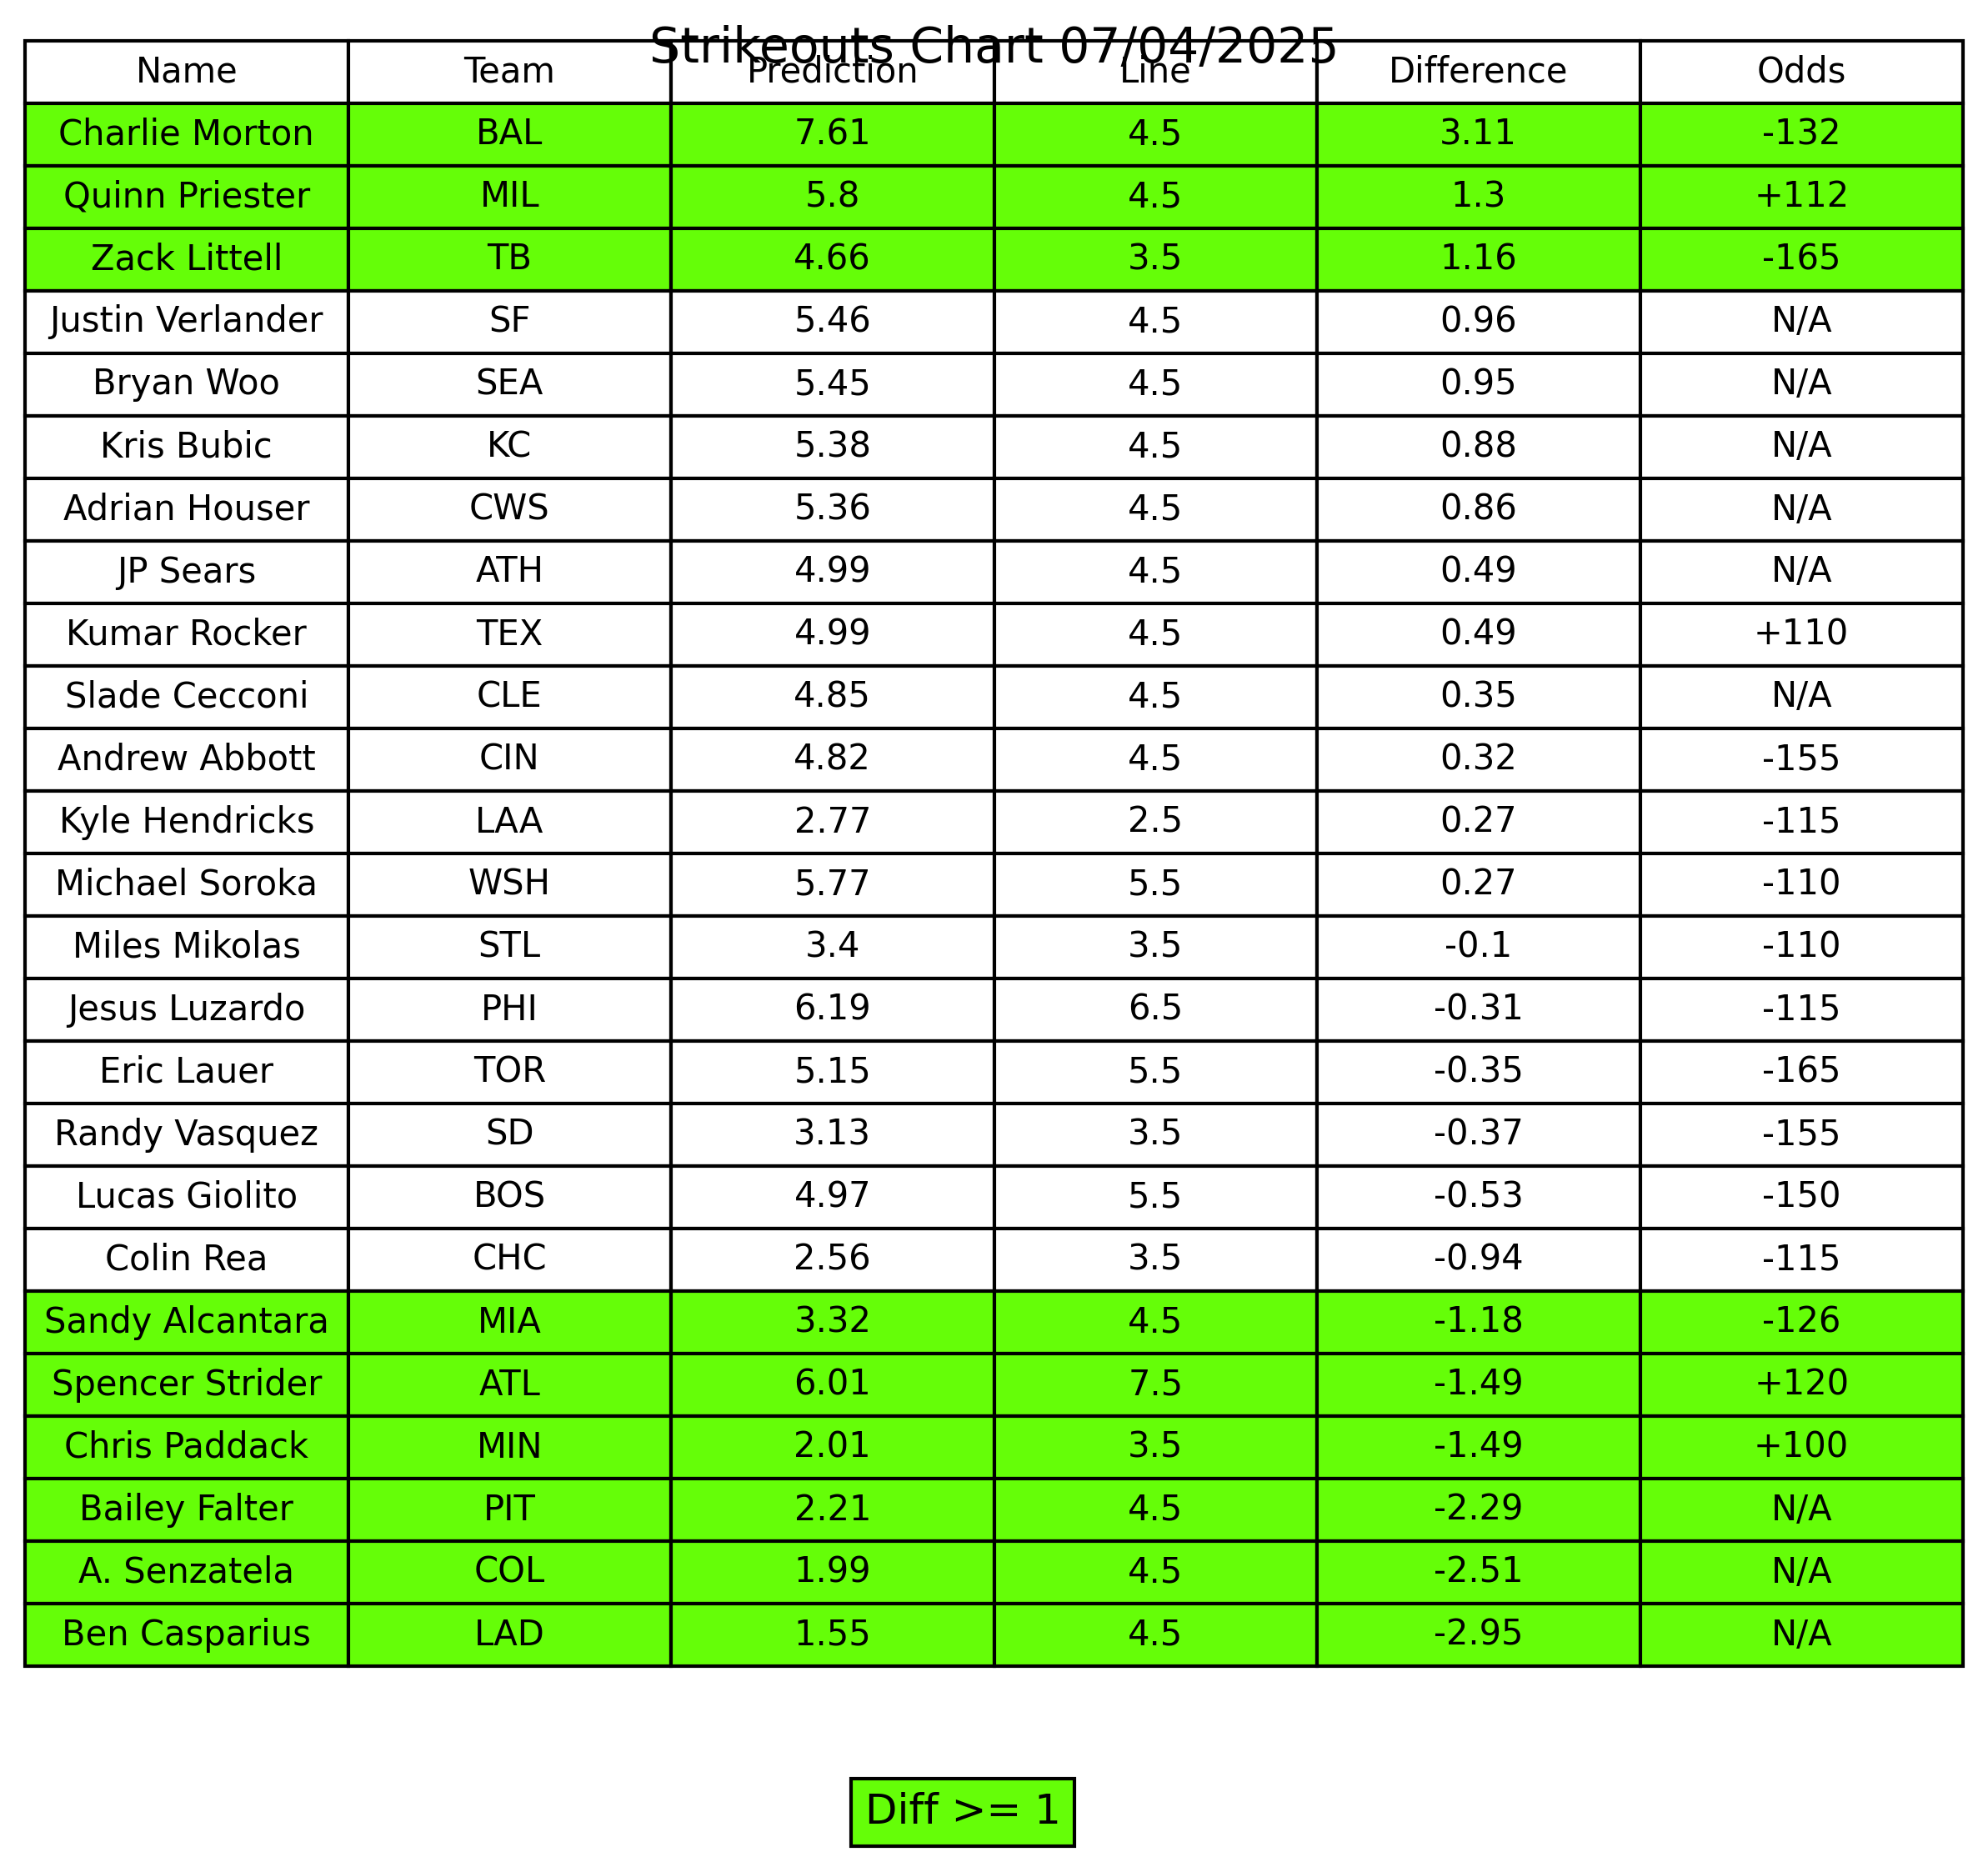 Strikeouts Chart 07/04/2025
Name Team Prediction Line Difference Odds
Charlie Morton BAL 7.61 4.5 3.11 -132
Quinn Priester MIL 5.8 4.5 1.3 +112
Zack Littell TB 4.66 3.5 1.16 -165
Justin Verlander SF 5.46 4.5 0.96 N/A
Bryan Woo SEA 5.45 4.5 0.95 N/A
Kris Bubic KC 5.38 4.5 0.88 N/A
Adrian Houser CWS 5.36 4.5 0.86 N/A
JP Sears ATH 4.99 4.5 0.49 N/A
Kumar Rocker TEX 4.99 4.5 0.49 +110
Slade Cecconi CLE 4.85 4.5 0.35 N/A
Andrew Abbott CIN 4.82 4.5 0.32 -155
Kyle Hendricks LAA 2.77 2.5 0.27 -115
Michael Soroka WSH 5.77 5.5 0.27 -110
Miles Mikolas STL 3.4 3.5 -0.1 -110
Jesus Luzardo PHI 6.19 6.5 -0.31 -115
Eric Lauer TOR 5.15 5.5 -0.35 -165
Randy Vasquez SD 3.13 3.5 -0.37 -155
Lucas Giolito BOS 4.97 5.5 -0.53 -150
Colin Rea CHC 2.56 3.5 -0.94 -115
Sandy Alcantara MIA 3.32 4.5 -1.18 -126
Spencer Strider ATL 6.01 7.5 -1.49 +120
Chris Paddack MIN 2.01 3.5 -1.49 +100
Bailey Falter PIT 2.21 4.5 -2.29 N/A
A. Senzatela COL 1.99 4.5 -2.51 N/A
Ben Casparius LAD 1.55 4.5 -2.95 N/A
Diff >= 1